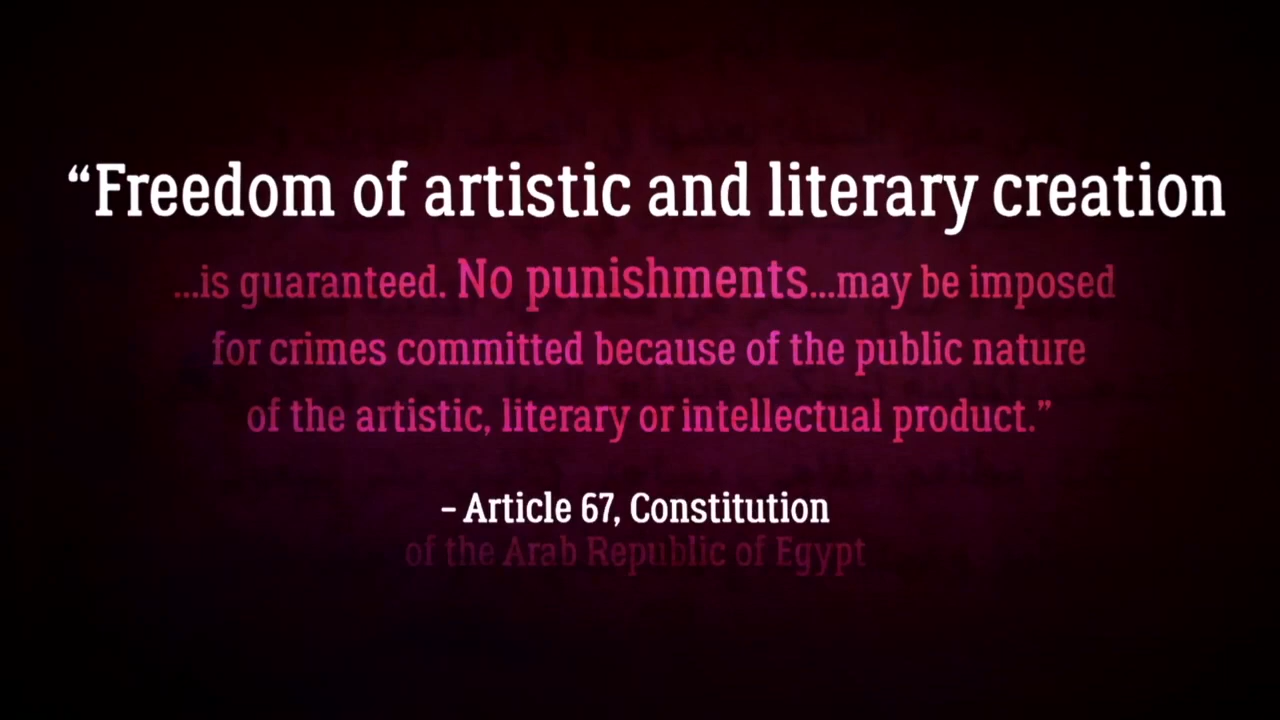 “Freedom of artistic and literary creation
...is guaranteed. No punishments...may be imposed
for crimes committed because of the public nature
of the artistic, literary or intellectual product.”
– Article 67, Constitution
of the Arab Republic of Egypt